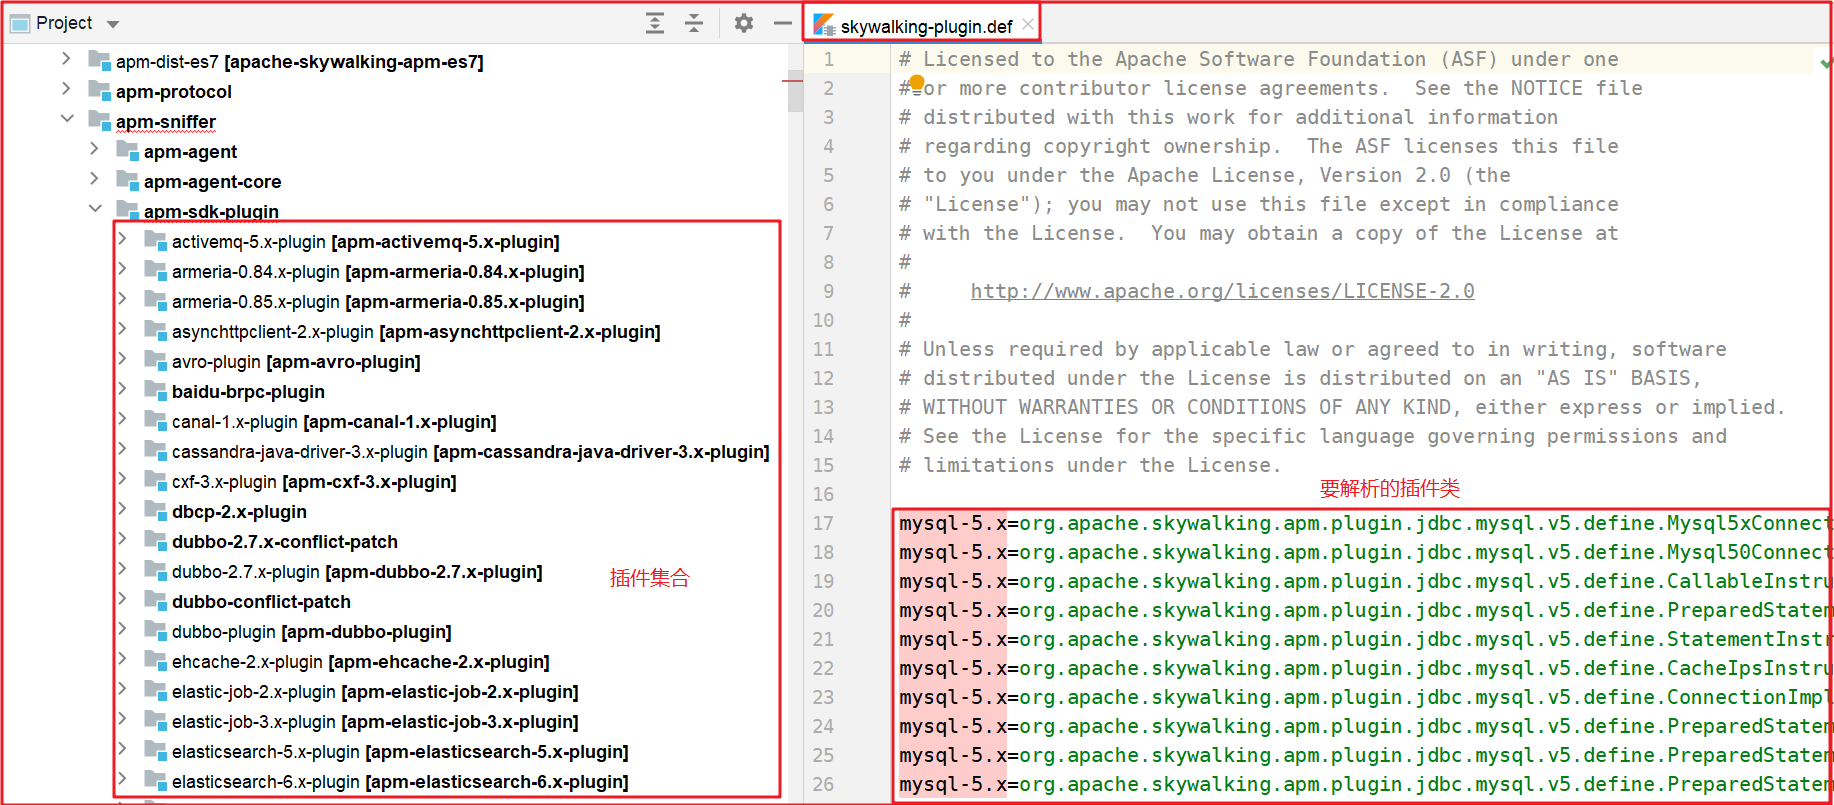 Project
apm-dist-es7 [apache-skywalking-apm-es7]
apm-protocol
apm-sniffer
apm-agent
apm-agent-core
apm-sdk-plugin
activemq-5.x-plugin [apm-activemq-5.x-plugin]
armeria-0.84.x-plugin [apm-armeria-0.84.x-plugin]
armeria-0.85.x-plugin [apm-armeria-0.85.x-plugin]
asynchttpclient-2.x-plugin [apm-asynchttpclient-2.x-plugin]
avro-plugin [apm-avro-plugin]
baidu-brpc-plugin
canal-1.x-plugin [apm-canal-1.x-plugin]
cassandra-java-driver-3.x-plugin [apm-cassandra-java-driver-3.x-plugin]
cxf-3.x-plugin [apm-cxf-3.x-plugin]
dbcp-2.x-plugin
dubbo-2.7.x-conflict-patch
dubbo-2.7.x-plugin [apm-dubbo-2.7.x-plugin]
插件集合
dubbo-conflict-patch
dubbo-plugin [apm-dubbo-plugin]
ehcache-2.x-plugin [apm-ehcache-2.x-plugin]
elastic-job-2.x-plugin [apm-elastic-job-2.x-plugin]
elastic-job-3.x-plugin [apm-elastic-job-3.x-plugin]
elasticsearch-5.x-plugin [apm-elasticsearch-5.x-plugin]
elasticsearch-6.x-plugin [apm-elasticsearch-6.x-plugin]
skywalking-plugin.def
1 # Licensed to the Apache Software Foundation (ASF) under one
2 # or more contributor license agreements.  See the NOTICE file
3 # distributed with this work for additional information
4 # regarding copyright ownership.  The ASF licenses this file
5 # to you under the Apache License, Version 2.0 (the
6 # "License"); you may not use this file except in compliance
7 # with the License.  You may obtain a copy of the License at
8 #
9 #     http://www.apache.org/licenses/LICENSE-2.0
10 #
11 # Unless required by applicable law or agreed to in writing, software
12 # distributed under the License is distributed on an "AS IS" BASIS,
13 # WITHOUT WARRANTIES OR CONDITIONS OF ANY KIND, either express or implied.
14 # See the License for the specific language governing permissions and
15 # limitations under the License.
16
要解析的插件类
17 mysql-5.x=org.apache.skywalking.apm.plugin.jdbc.mysql.v5.define.Mysql5xConnect
18 mysql-5.x=org.apache.skywalking.apm.plugin.jdbc.mysql.v5.define.Mysql50Connect
19 mysql-5.x=org.apache.skywalking.apm.plugin.jdbc.mysql.v5.define.CallableInstru
20 mysql-5.x=org.apache.skywalking.apm.plugin.jdbc.mysql.v5.define.PreparedStatem
21 mysql-5.x=org.apache.skywalking.apm.plugin.jdbc.mysql.v5.define.StatementInstr
22 mysql-5.x=org.apache.skywalking.apm.plugin.jdbc.mysql.v5.define.CacheIpsInstru
23 mysql-5.x=org.apache.skywalking.apm.plugin.jdbc.mysql.v5.define.ConnectionImpl
24 mysql-5.x=org.apache.skywalking.apm.plugin.jdbc.mysql.v5.define.PreparedStatem
25 mysql-5.x=org.apache.skywalking.apm.plugin.jdbc.mysql.v5.define.PreparedStatem
26 mysql-5.x=org.apache.skywalking.apm.plugin.jdbc.mysql.v5.define.PreparedStatem